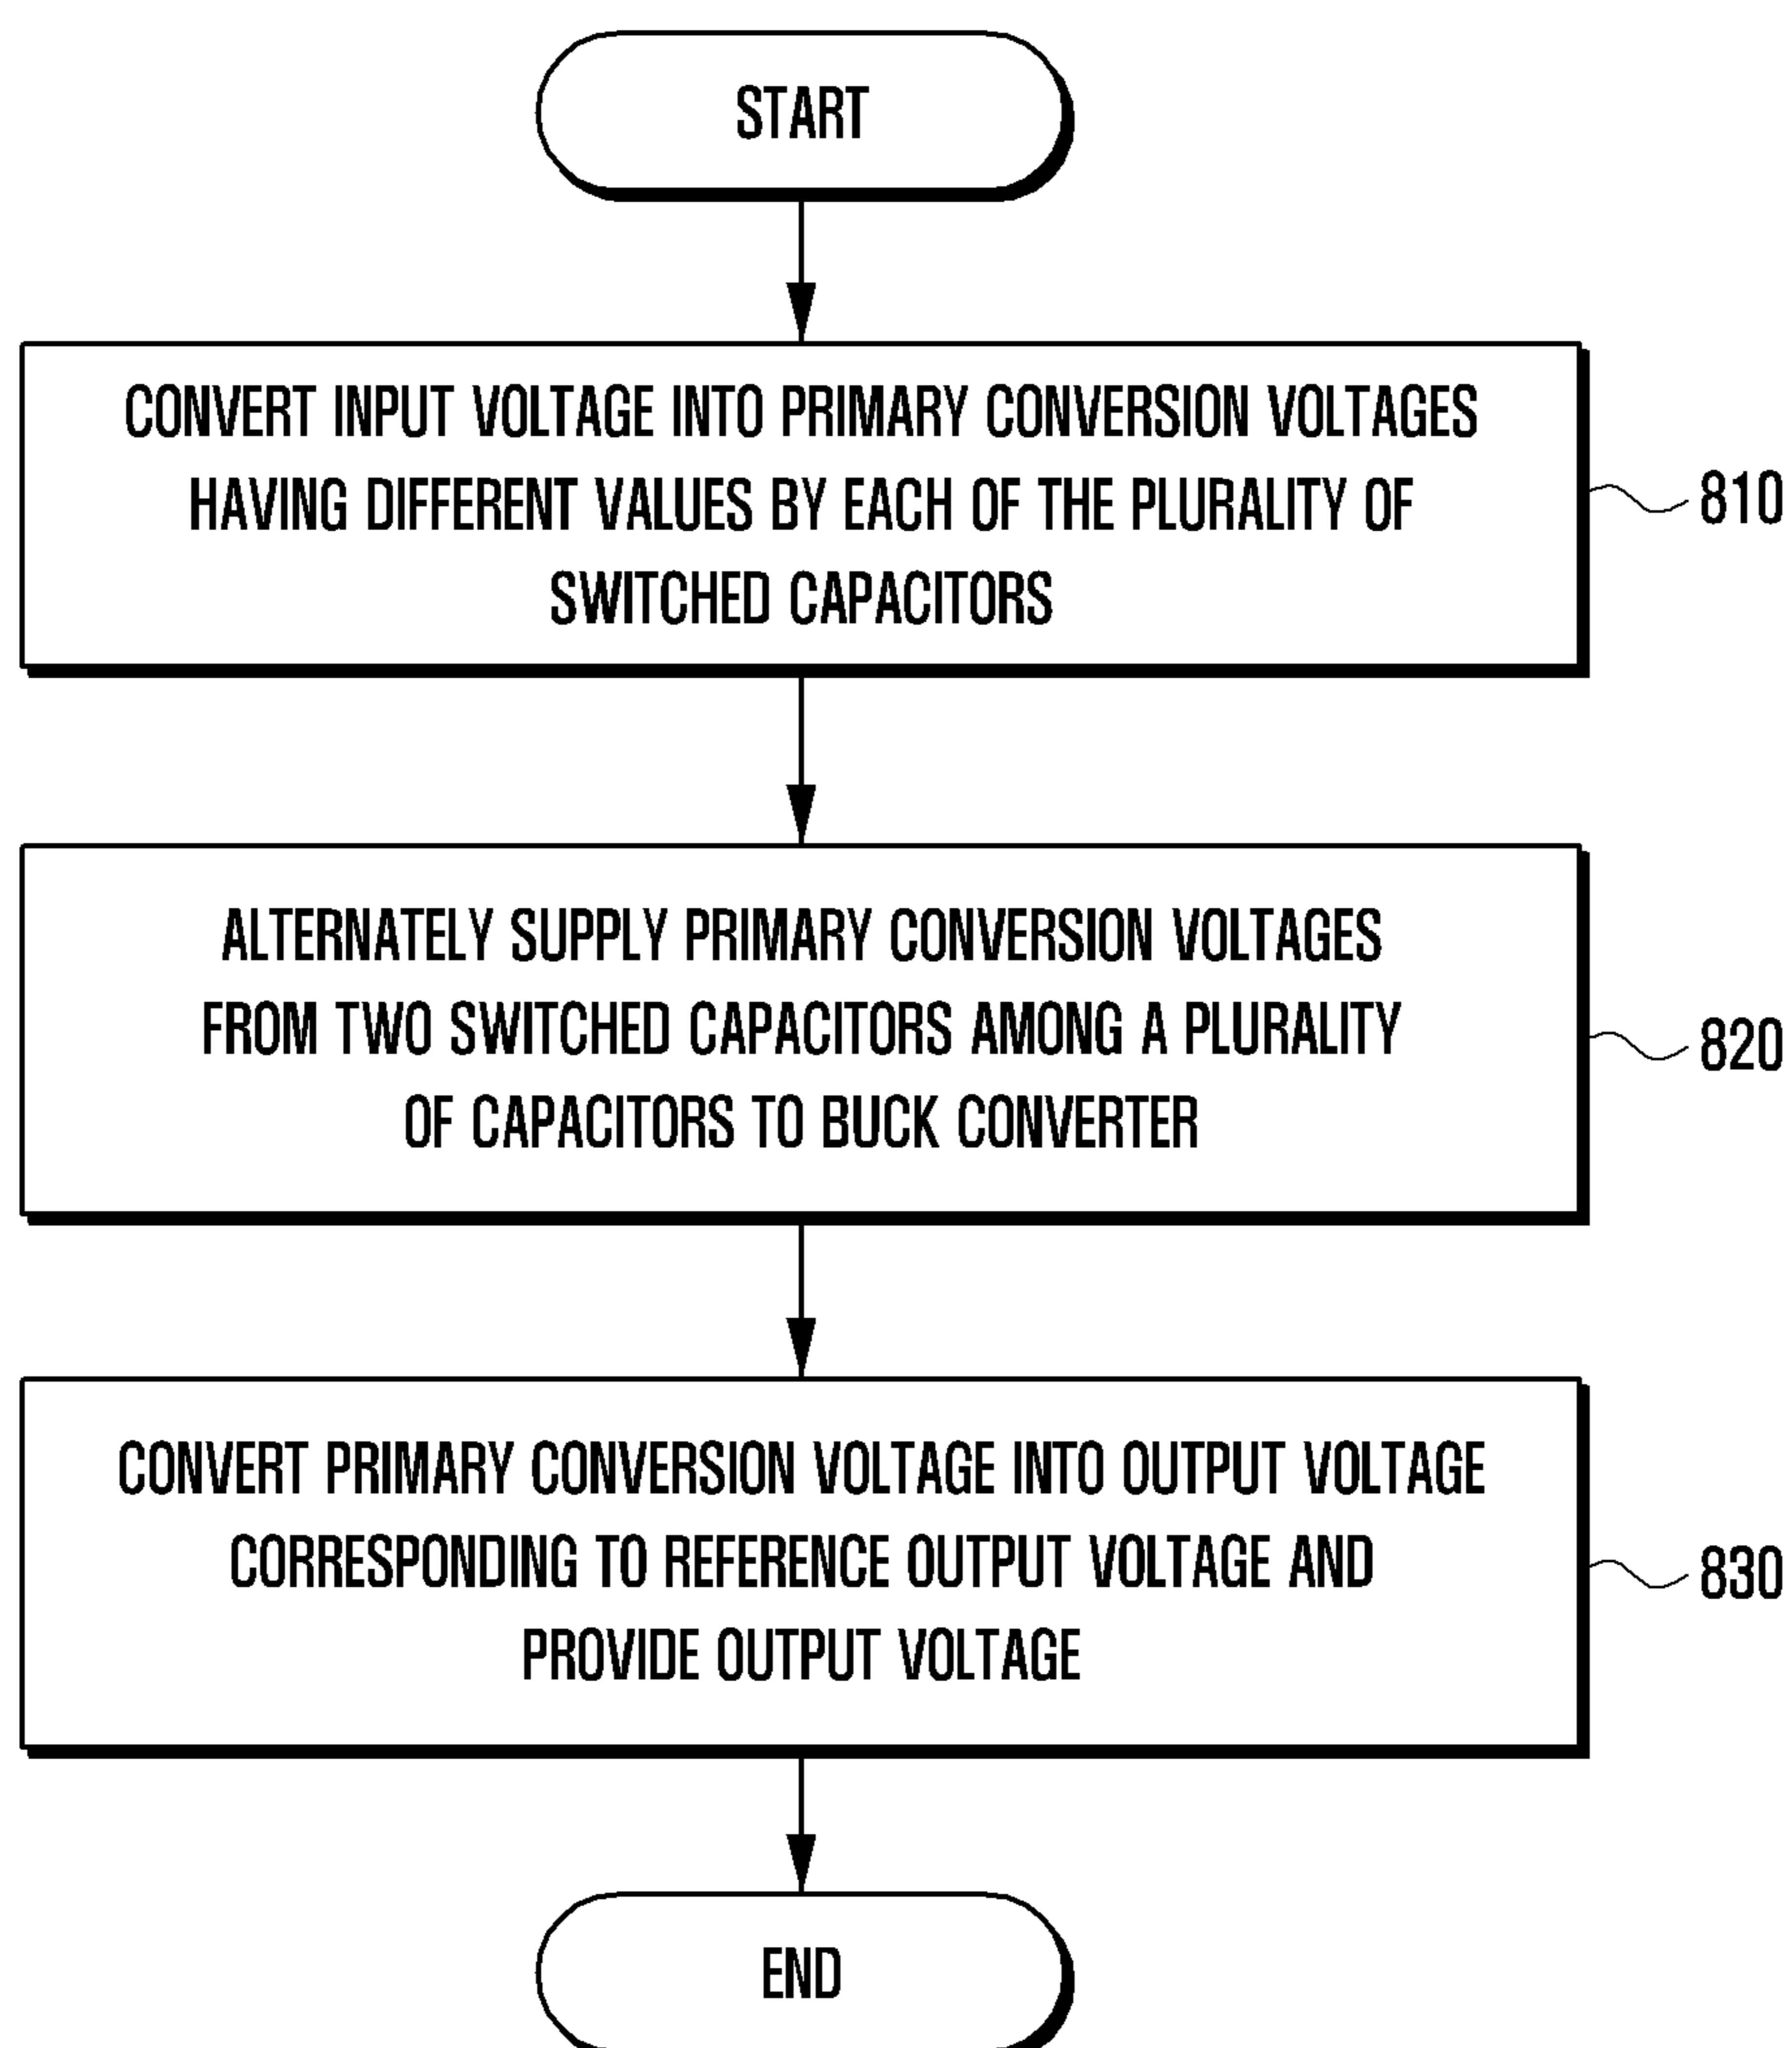 START
CONVERT INPUT VOLTAGE INTO PRIMARY CONVERSION VOLTAGES
HAVING DIFFERENT VALUES BY EACH OF THE PLURALITY OF
SWITCHED CAPACITORS
810
ALTERNATELY SUPPLY PRIMARY CONVERSION VOLTAGES
FROM TWO SWITCHED CAPACITORS AMONG A PLURALITY
OF CAPACITORS TO BUCK CONVERTER
820
CONVERT PRIMARY CONVERSION VOLTAGE INTO OUTPUT VOLTAGE
CORRESPONDING TO REFERENCE OUTPUT VOLTAGE AND
PROVIDE OUTPUT VOLTAGE
830
END